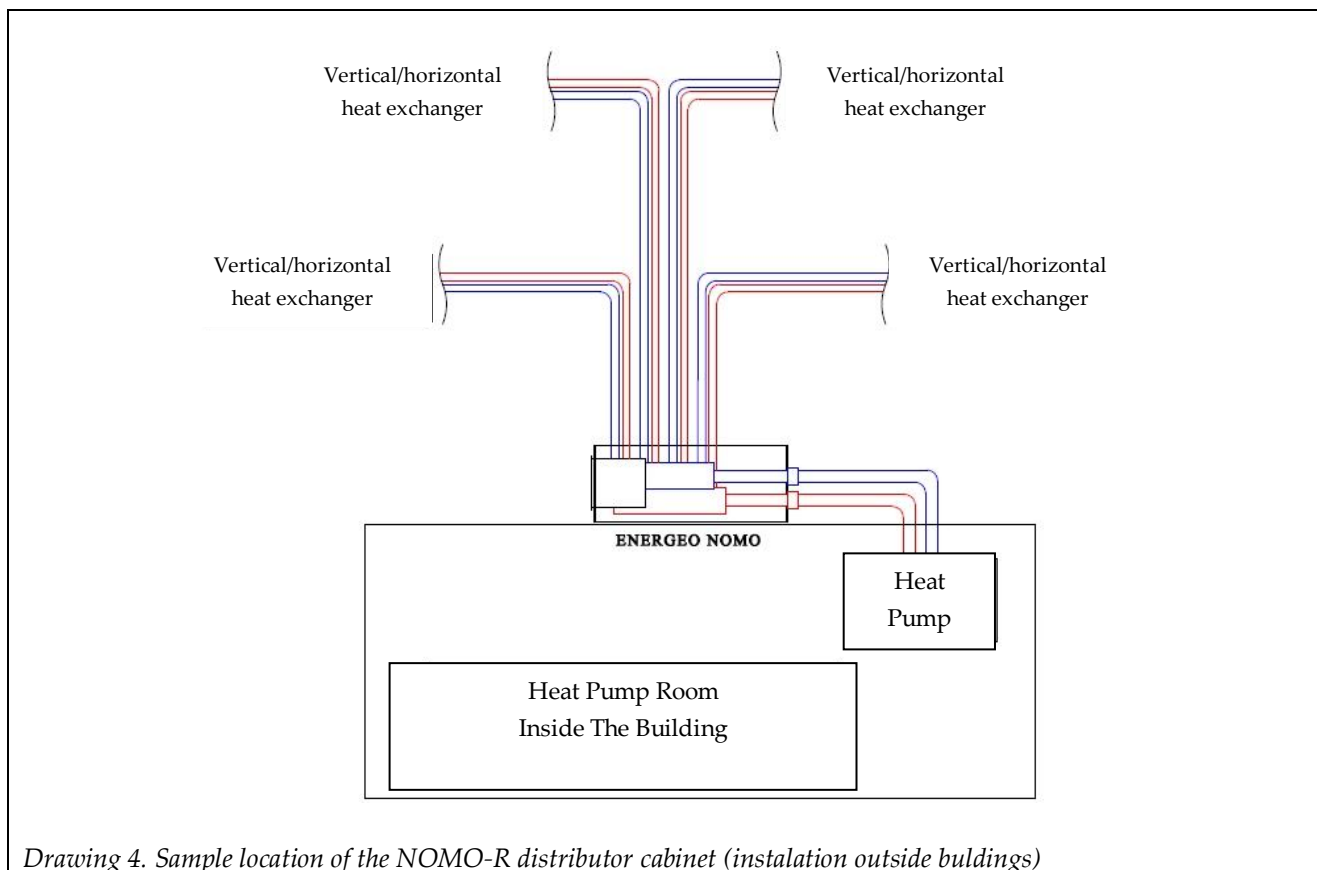 Vertical/horizontal
heat exchanger
Vertical/horizontal
heat exchanger
Vertical/horizontal
heat exchanger
Vertical/horizontal
heat exchanger
ENERGEO NOMO
Heat
Pump
Heat Pump Room
Inside The Building
Drawing 4. Sample location of the NOMO-R distributor cabinet (instalation outside buldings)